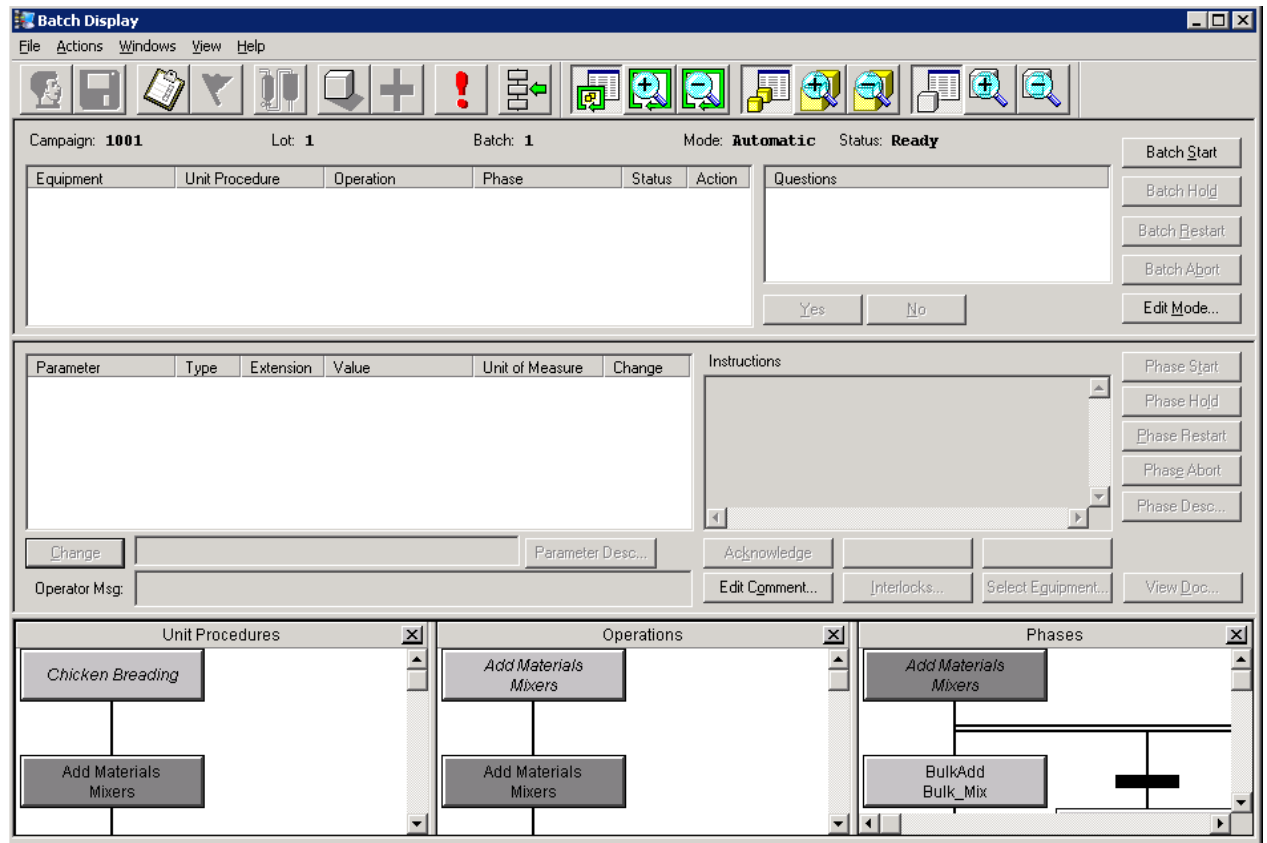 Batch Display
File Actions Windows View Help
Campaign: 1001 Lot: 1 Batch: 1 Mode: Automatic Status: Ready
Batch Start
Equipment Unit Procedure Operation Phase Status Action Questions
Batch Hold
Batch Restart
Batch Abort
Yes No Edit Mode...
Parameter Type Extension Value Unit of Measure Change Instructions Phase Start
Phase Hold
Phase Restart
Phase Abort
Phase Desc...
Change Parameter Desc... Acknowledge
Operator Msg: Edit Comment... Interlocks... Select Equipment... View Doc...
Unit Procedures Operations Phases
Chicken Breading Add Materials Add Materials
Mixers Mixers
Add Materials Add Materials BulkAdd
Mixers Mixers Bulk_Mix